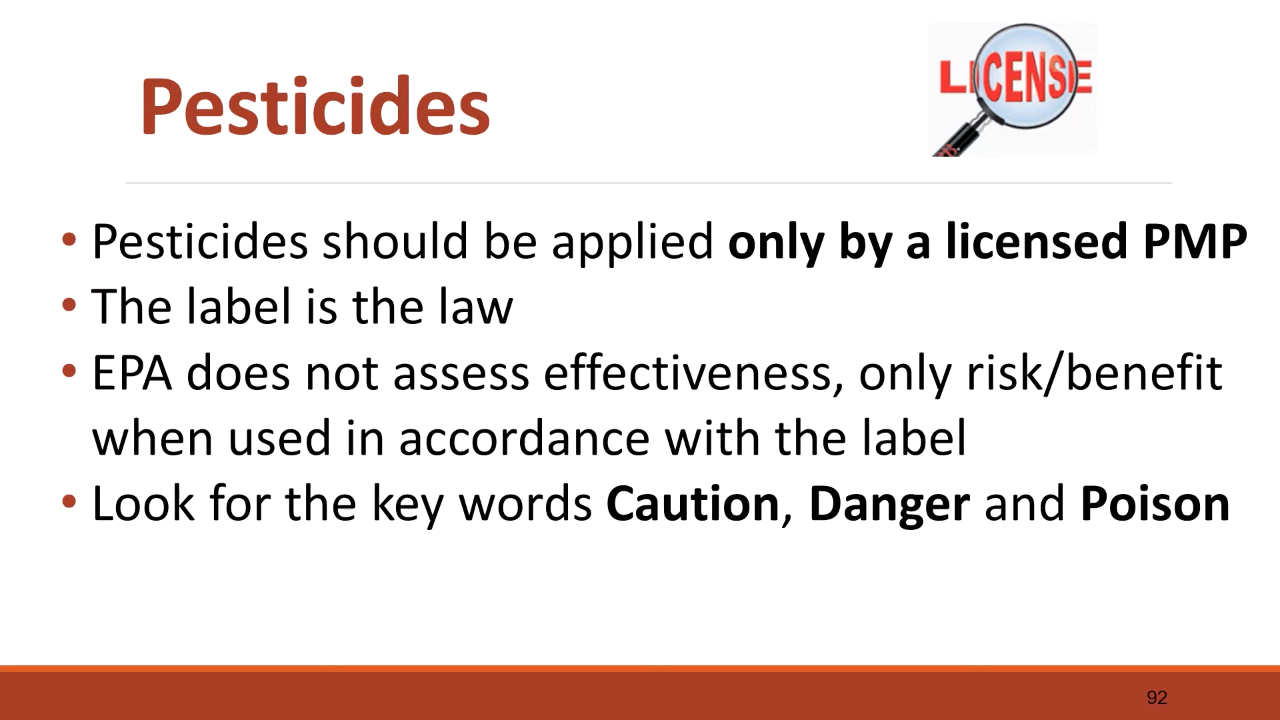 Pesticides
LICENSE
• Pesticides should be applied only by a licensed PMP
• The label is the law
• EPA does not assess effectiveness, only risk/benefit
when used in accordance with the label
• Look for the key words Caution, Danger and Poison
92